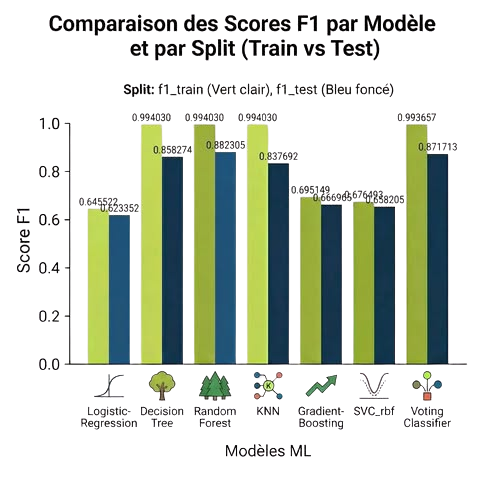 Comparaison des Scores F1 par Modèle
et par Split (Train vs Test)
Split: f1_train (Vert clair), f1_test (Bleu foncé)
Score F1
1.0
0.8
0.6
0.4
0.2
0.0
0.645522
0.623352
0.994030
0.858274
0.994030
0.882305
0.994030
0.837692
0.695149
0.666965
0.676493
0.658205
0.993657
0.871713
K
Logistic-
Regression
Decision
Tree
Random
Forest
KNN
Gradient-
Boosting
SVC_rbf
Voting
Classifier
Modèles ML